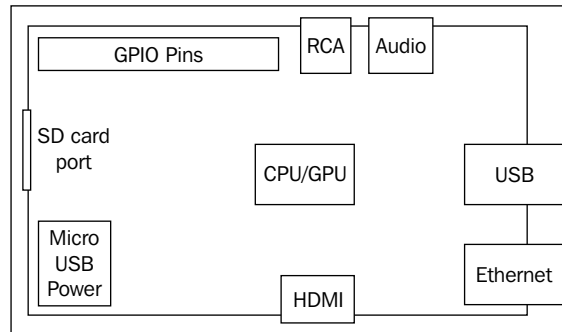 GPIO Pins
RCA
Audio
SD card
port
CPU/GPU
USB
Micro
USB
Power
HDMI
Ethernet